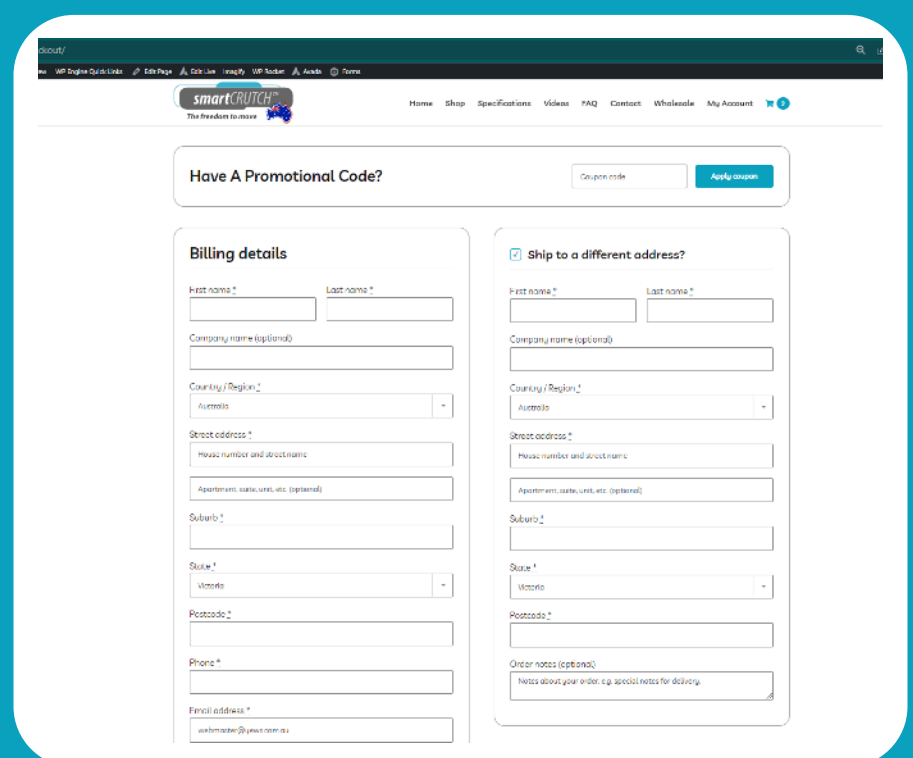 ckout/
ew WP Engine Quick Links Edit Page Edit Live Imagify WP Rocket Avada Forms
smartCRUTCH™
The freedom to move
Home Shop Specifications Videos FAQ Contact Wholesale My Account
Have A Promotional Code?
Coupon code
Apply coupon
Billing details
First name *
Last name *
Company name (optional)
Country / Region *
Australia
Street address *
House number and street name
Apartment, suite, unit, etc. (optional)
Suburb *
State *
Victoria
Postcode *
Phone *
Email address *
Ship to a different address?
First name *
Last name *
Company name (optional)
Country / Region *
Australia
Street address *
House number and street name
Apartment, suite, unit, etc. (optional)
Suburb *
State *
Victoria
Postcode *
Order notes (optional)
Notes about your order, e.g. special notes for delivery.